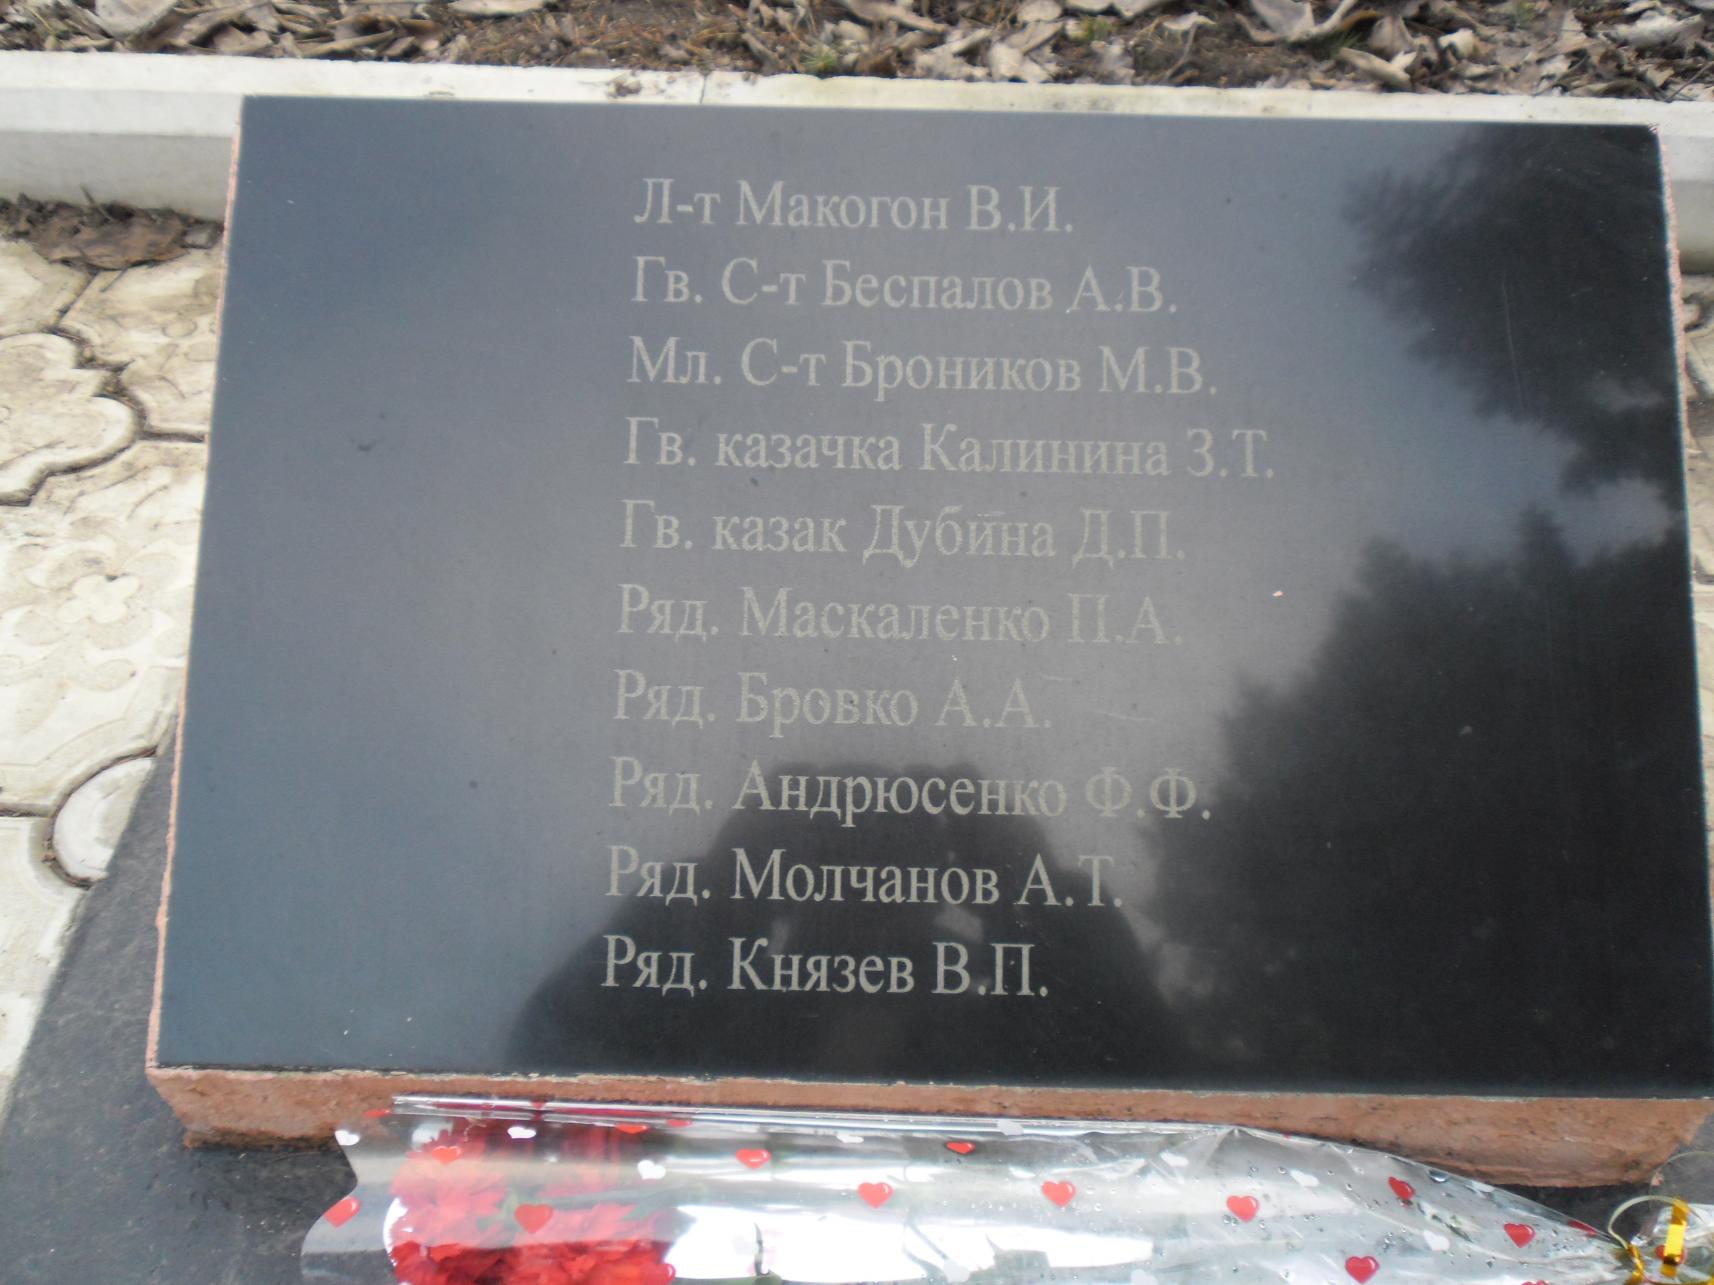 Л-т Макогон В.И.
Гв. С-т Беспалов А.В.
Мл. С-т Броников М.В.
Гв. казачка Калинина З.Т.
Гв. казак Дубина Д.П.
Ряд. Маскаленко П.А.
Ряд. Бровко А.А.
Ряд. Андрюсенко Ф.Ф.
Ряд. Молчанов А.Т.
Ряд. Князев В.П.